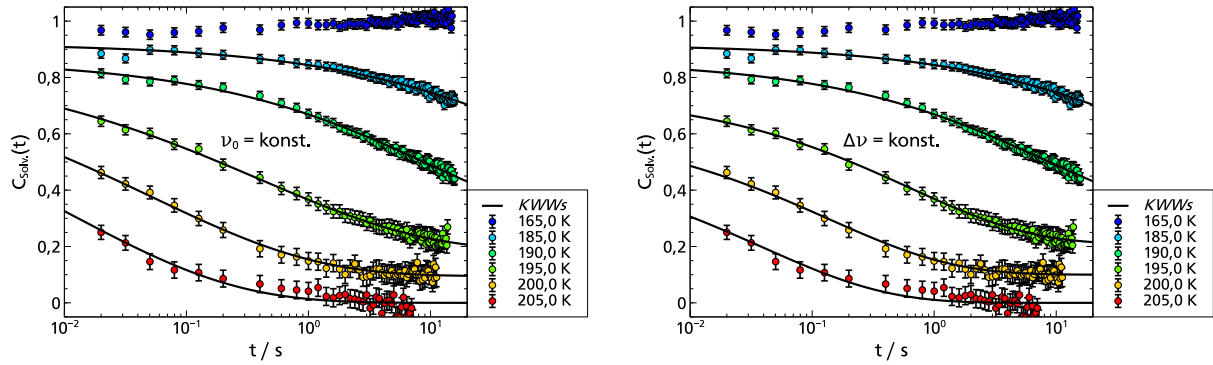 1
0,8
0,6
0,4
0,2
0
C_Solv.(t)
ν₀ = konst.
10⁻² 10⁻¹ 10⁰ 10¹
t / s
KWWs
165,0 K
185,0 K
190,0 K
195,0 K
200,0 K
205,0 K
1
0,8
0,6
0,4
0,2
0
C_Solv.(t)
Δν = konst.
10⁻² 10⁻¹ 10⁰ 10¹
t / s
KWWs
165,0 K
185,0 K
190,0 K
195,0 K
200,0 K
205,0 K